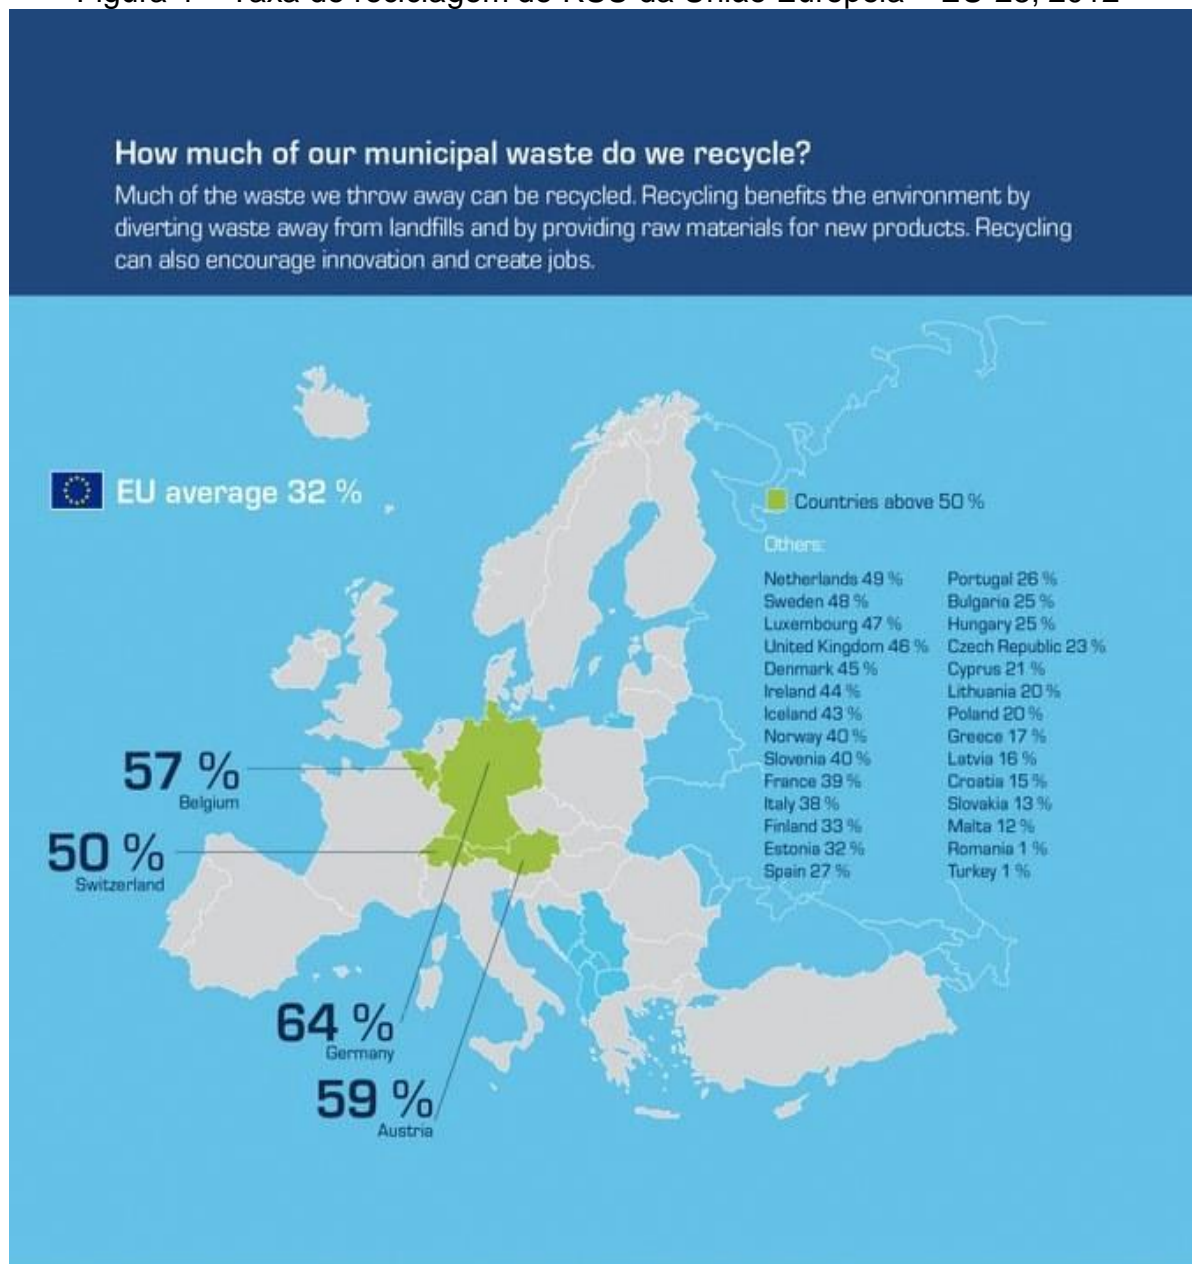 How much of our municipal waste do we recycle?
Much of the waste we throw away can be recycled. Recycling benefits the environment by
diverting waste away from landfills and by providing raw materials for new products. Recycling
can also encourage innovation and create jobs.
EU average 32 %
Countries above 50 %
Others:
Netherlands 49 %
Sweden 48 %
Luxembourg 47 %
United Kingdom 46 %
Denmark 45 %
Ireland 44 %
Iceland 43 %
Norway 40 %
Slovenia 40 %
France 39 %
Italy 38 %
Finland 33 %
Estonia 32 %
Spain 27 %
Portugal 26 %
Bulgaria 25 %
Hungary 25 %
Czech Republic 23 %
Cyprus 21 %
Lithuania 20 %
Poland 20 %
Greece 17 %
Latvia 16 %
Croatia 15 %
Slovakia 13 %
Malta 12 %
Romania 1 %
Turkey 1 %
57 %
Belgium
50 %
Switzerland
64 %
Germany
59 %
Austria